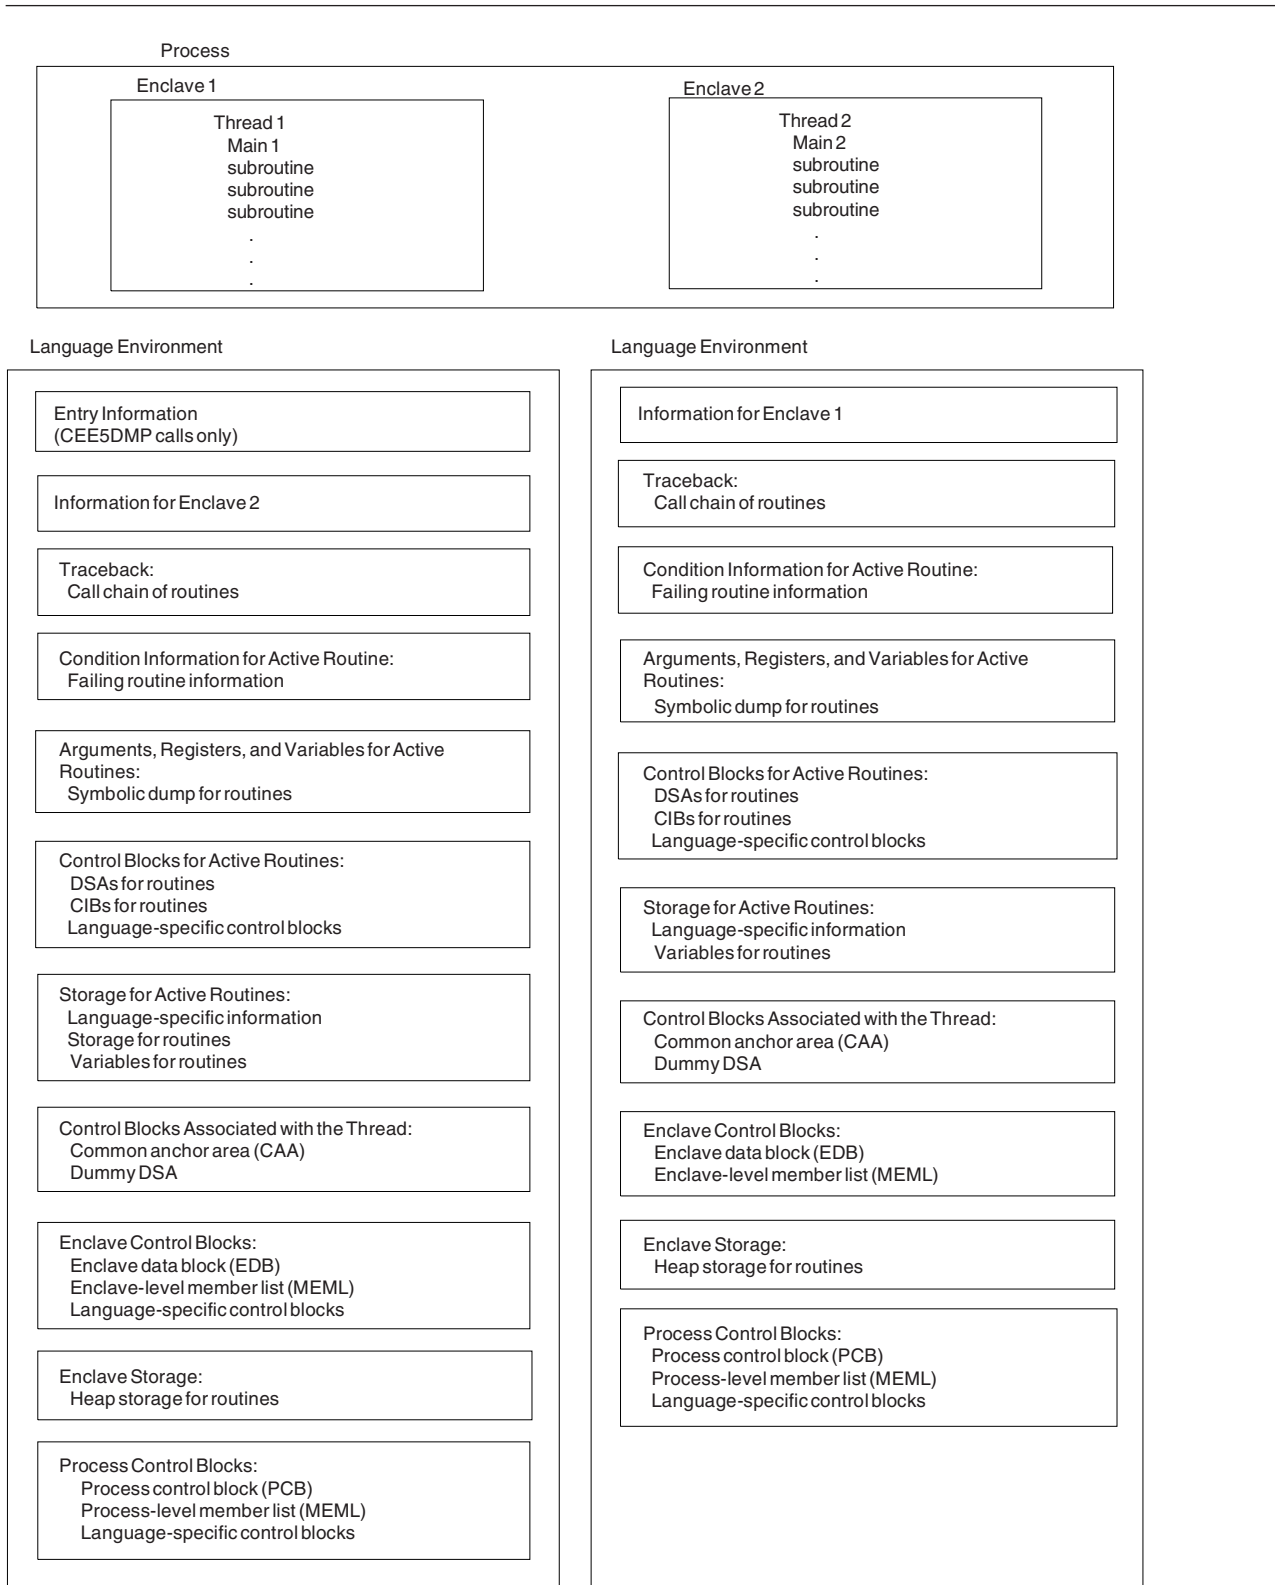 Process
Enclave 1
Thread 1
Main 1
subroutine
subroutine
subroutine
.
.
.
Enclave 2
Thread 2
Main 2
subroutine
subroutine
subroutine
.
.
.
Language Environment
Entry Information
(CEE5DMP calls only)
Information for Enclave 2
Traceback:
Call chain of routines
Condition Information for Active Routine:
Failing routine information
Arguments, Registers, and Variables for Active
Routines:
Symbolic dump for routines
Control Blocks for Active Routines:
DSAs for routines
CIBs for routines
Language-specific control blocks
Storage for Active Routines:
Language-specific information
Storage for routines
Variables for routines
Control Blocks Associated with the Thread:
Common anchor area (CAA)
Dummy DSA
Enclave Control Blocks:
Enclave data block (EDB)
Enclave-level member list (MEML)
Language-specific control blocks
Enclave Storage:
Heap storage for routines
Process Control Blocks:
Process control block (PCB)
Process-level member list (MEML)
Language-specific control blocks
Language Environment
Information for Enclave 1
Traceback:
Call chain of routines
Condition Information for Active Routine:
Failing routine information
Arguments, Registers, and Variables for Active
Routines:
Symbolic dump for routines
Control Blocks for Active Routines:
DSAs for routines
CIBs for routines
Language-specific control blocks
Storage for Active Routines:
Language-specific information
Variables for routines
Control Blocks Associated with the Thread:
Common anchor area (CAA)
Dummy DSA
Enclave Control Blocks:
Enclave data block (EDB)
Enclave-level member list (MEML)
Enclave Storage:
Heap storage for routines
Process Control Blocks:
Process control block (PCB)
Process-level member list (MEML)
Language-specific control blocks